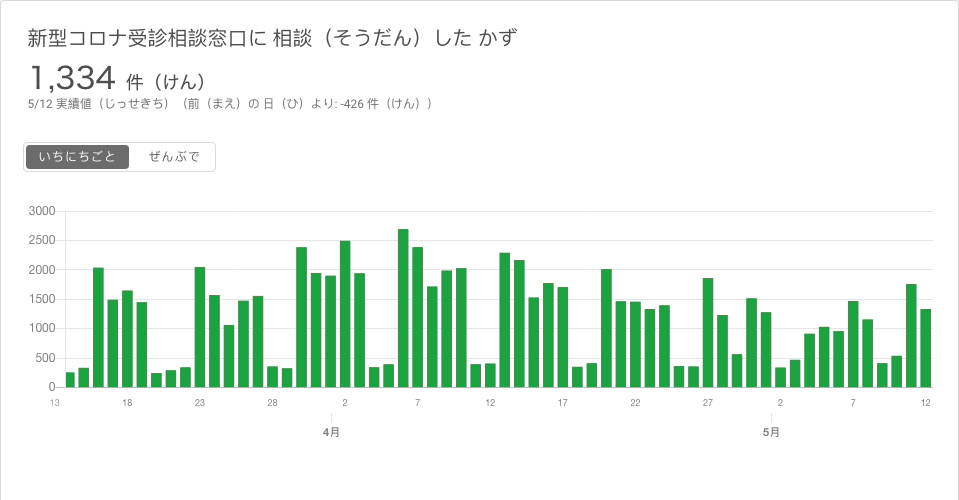 新型コロナ受診相談窓口に 相談（そうだん）した かず
1,334 件（けん）
5/12 実績値（じっせきち）（前（まえ）の 日（ひ）より: -426 件（けん））
いちにちごと ぜんぶで
3000
2500
2000
1500
1000
500
0
13 18 23 28 2 7 12 17 22 27 2 7 12
4月 5月